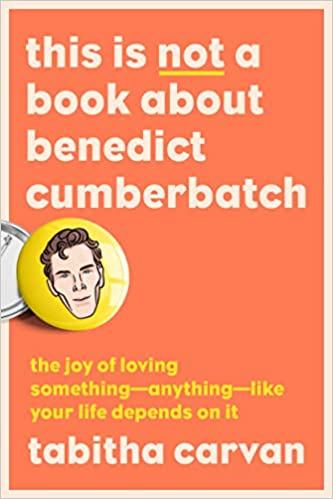 this is not a
book about
benedict
cumberbatch
the joy of loving
something—anything—like
your life depends on it
tabitha carvan